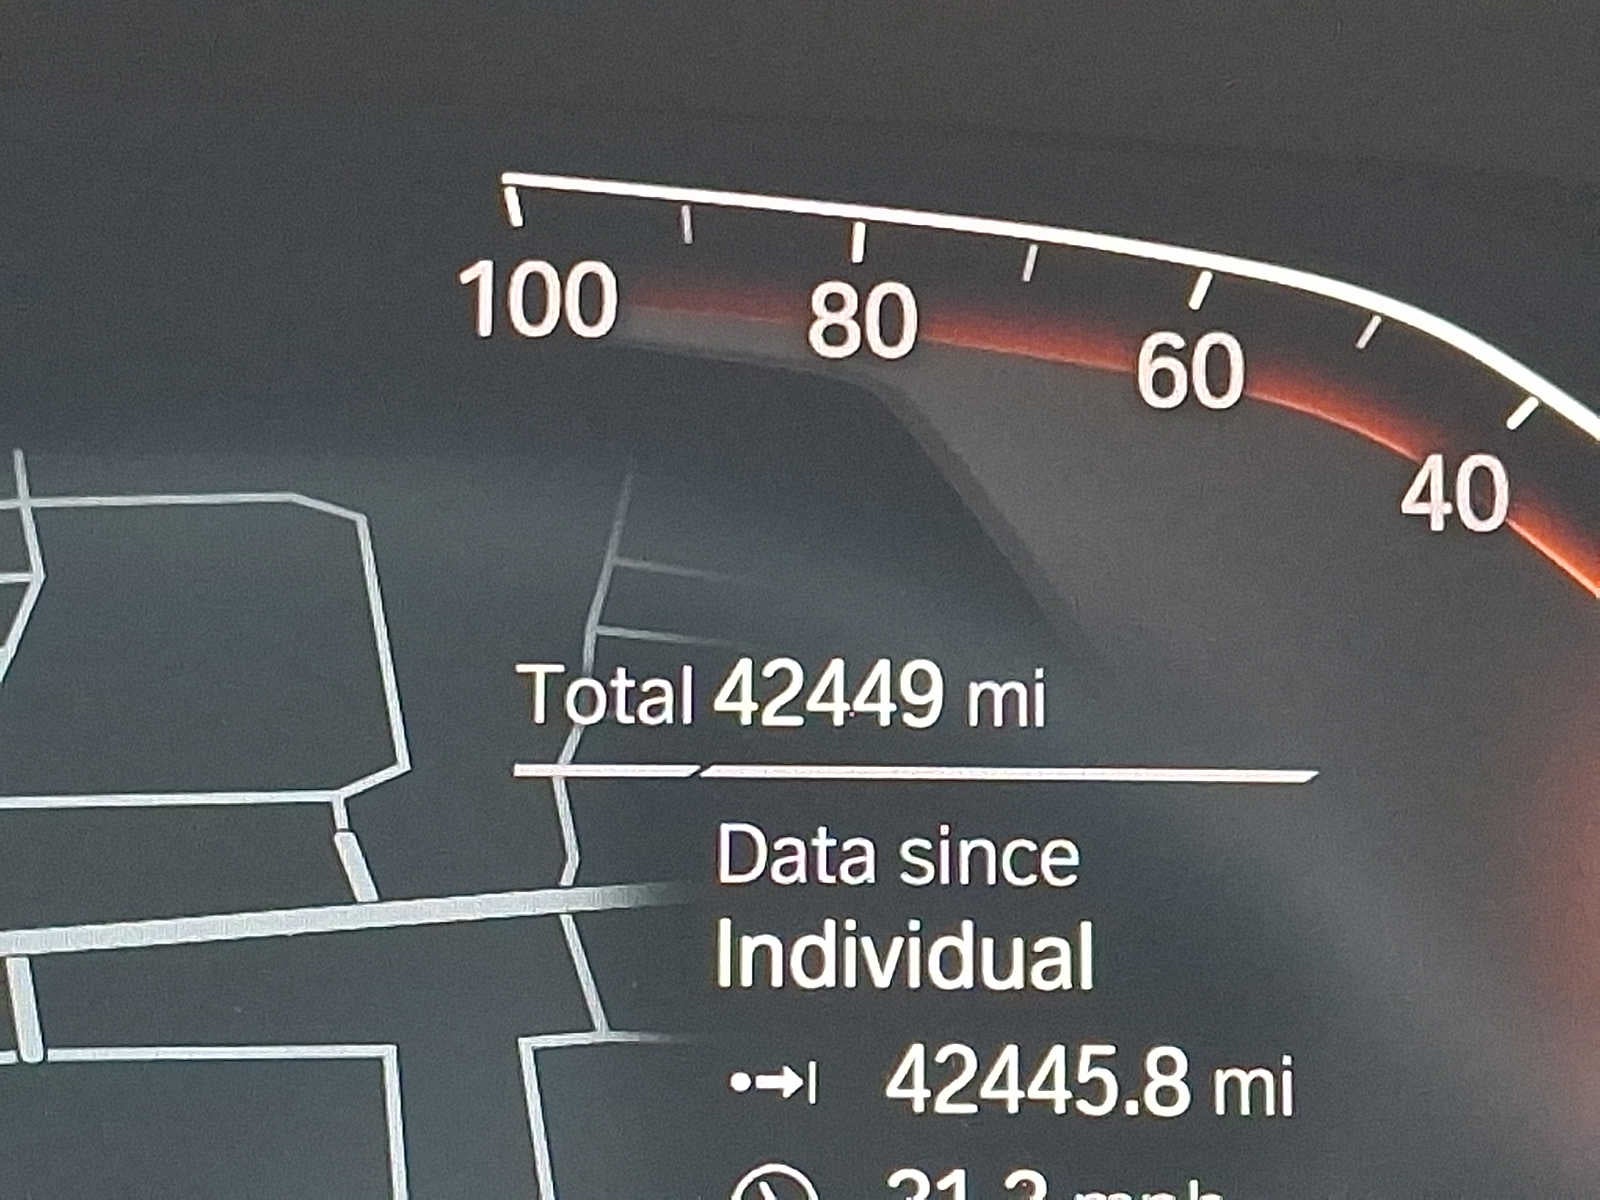 100 80 60 40
Total 42449 mi
Data since
Individual
42445.8 mi